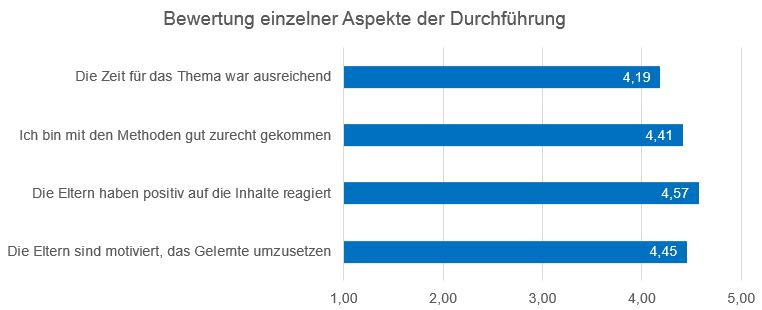 Bewertung einzelner Aspekte der Durchführung
Die Zeit für das Thema war ausreichend 4,19
Ich bin mit den Methoden gut zurecht gekommen 4,41
Die Eltern haben positiv auf die Inhalte reagiert 4,57
Die Eltern sind motiviert, das Gelernte umzusetzen 4,45
1,00 2,00 3,00 4,00 5,00